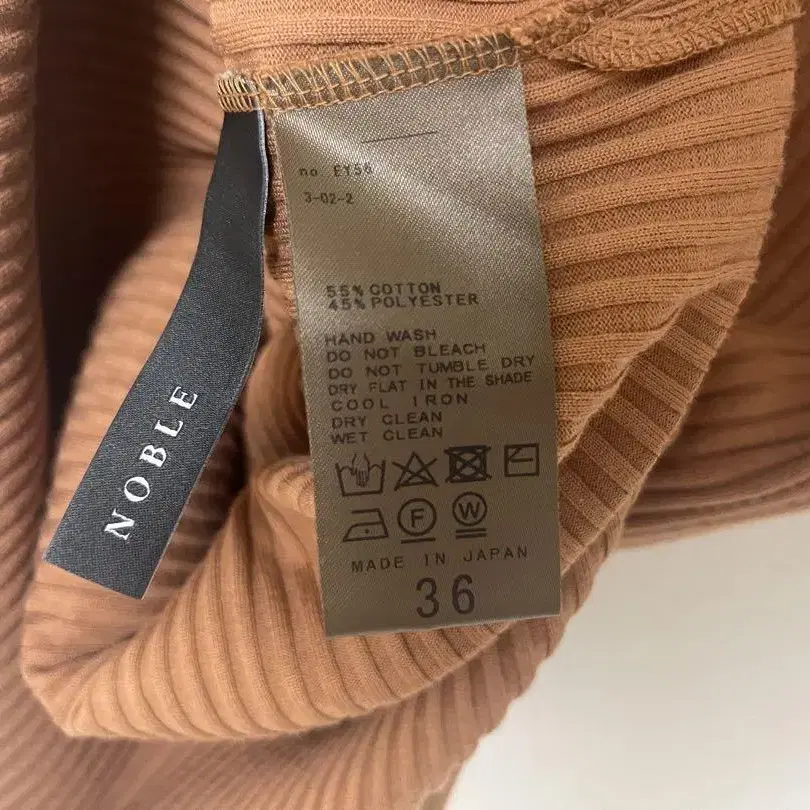 no. EY56
3-02-2
55% COTTON
45% POLYESTER
HAND WASH
DO NOT BLEACH
DO NOT TUMBLE DRY
DRY FLAT IN THE SHADE
COOL IRON
DRY CLEAN
WET CLEAN
F
W
MADE IN JAPAN
36
NOBLE